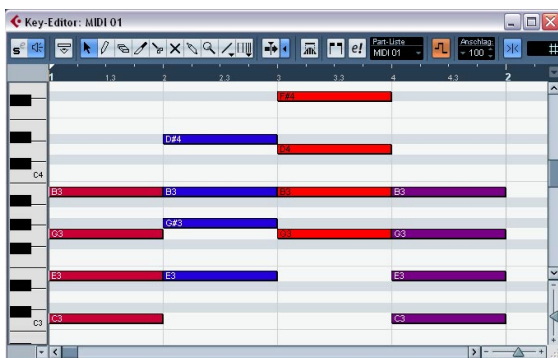 Key-Editor: MIDI 01
Part-Liste
MIDI 01
Anschlag:
100
1 1.3 2 2.3 3 3.3 4 4.3 2
F#4
D#4
D4
C4
B3 B3 B3 B3
G#3
G3 G3 G3
E3 E3 E3
C3 C3 C3